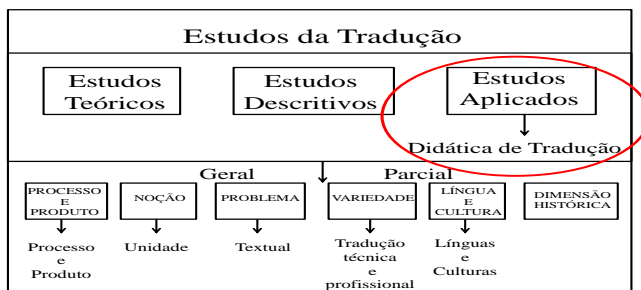 Estudos da Tradução
Estudos
Teóricos
Estudos
Descritivos
Estudos
Aplicados
Didática de Tradução
Geral
Parcial
PROCESSO
E
PRODUTO
NOÇÃO
PROBLEMA
VARIEDADE
LÍNGUA
E
CULTURA
DIMENSÃO
HISTÓRICA
Processo
e
Produto
Unidade
Textual
Tradução
técnica
e
profissional
Línguas
e
Culturas